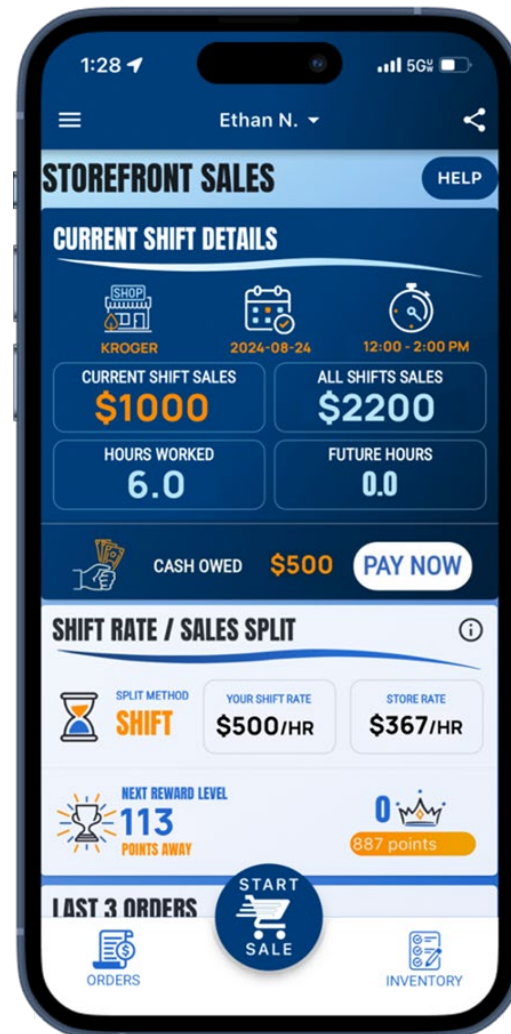 1:28 5GW
Ethan N.
STOREFRONT SALES HELP
CURRENT SHIFT DETAILS
SHOP
KROGER 2024-08-24 12:00 - 2:00 PM
CURRENT SHIFT SALES ALL SHIFTS SALES
$1000 $2200
HOURS WORKED FUTURE HOURS
6.0 0.0
CASH OWED $500 PAY NOW
SHIFT RATE / SALES SPLIT
SPLIT METHOD YOUR SHIFT RATE STORE RATE
SHIFT $500/HR $367/HR
NEXT REWARD LEVEL
113 0
POINTS AWAY 887 points
LAST 3 ORDERS
START
SALE
ORDERS INVENTORY